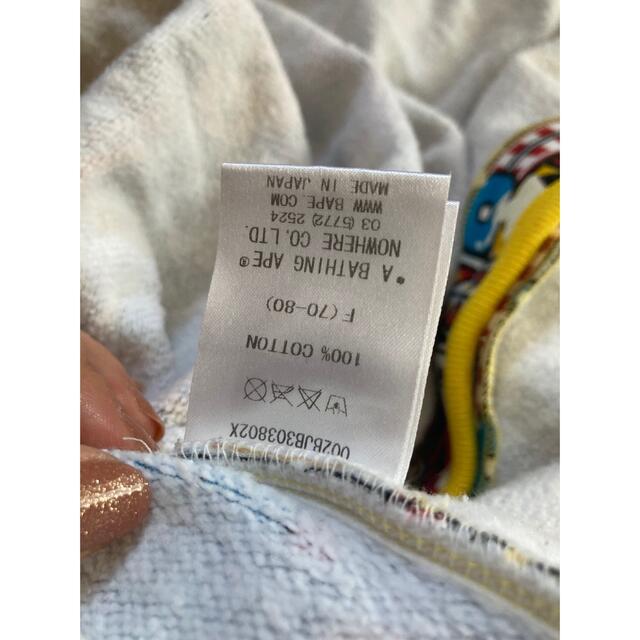 002BJB303802X
100% COTTON
F (70-80)
* A BATHING APE®
NOWHERE CO. LTD.
03 (5772) 2524
WWW BAPE. COM
MADE IN JAPAN